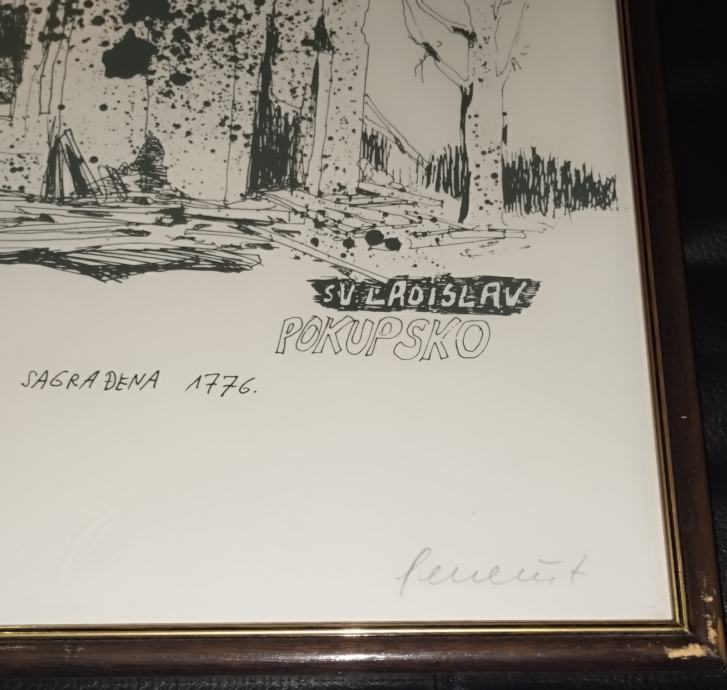 SV LADISLAV
POKUPSKO
SAGRAĐENA 1776.